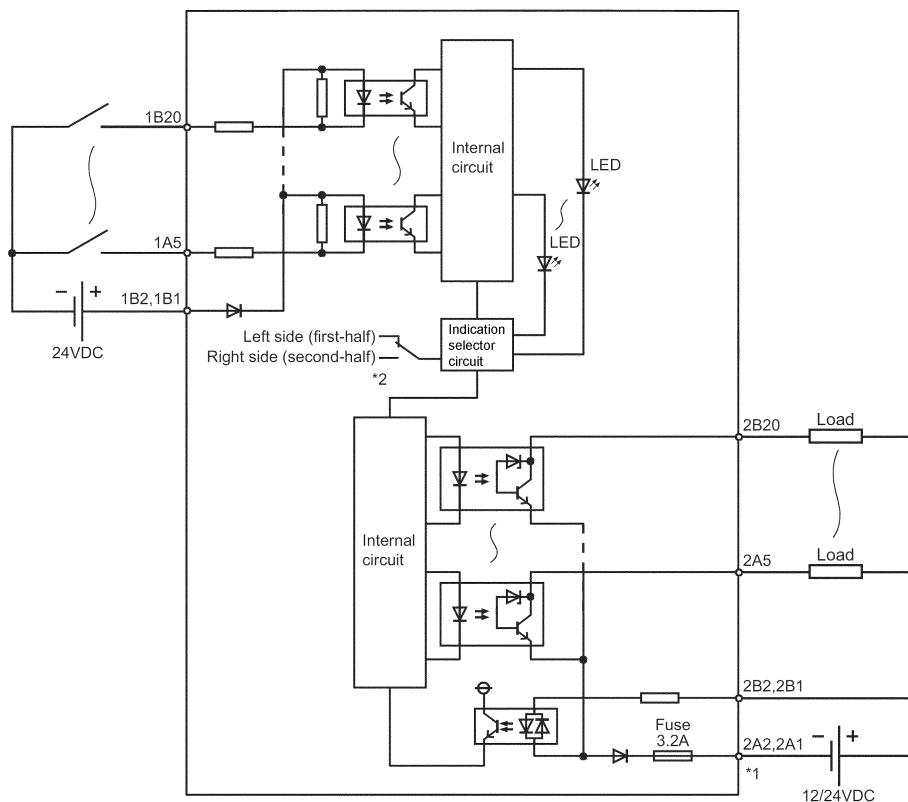 1B20
Internal
circuit
LED
1A5
LED
1B2,1B1
− +
24VDC
Left side (first-half)
Right side (second-half)
*2
Indication
selector
circuit
2B20
Load
Internal
circuit
2A5
Load
2B2,2B1
Fuse
3.2A
2A2,2A1
− +
*1
12/24VDC